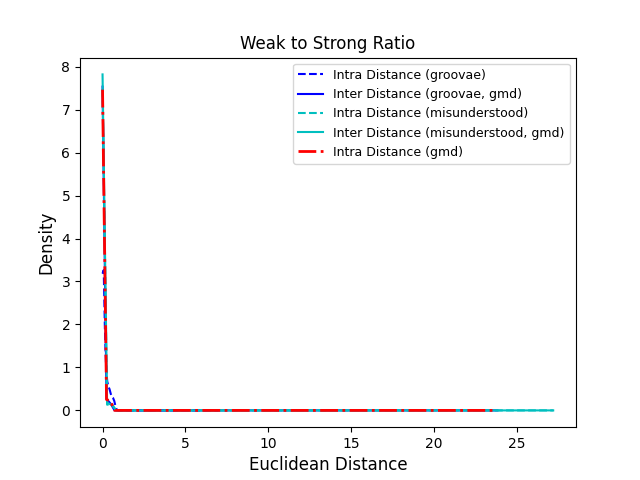 Weak to Strong Ratio
Intra Distance (groovae)
Inter Distance (groovae, gmd)
Intra Distance (misunderstood)
Inter Distance (misunderstood, gmd)
Intra Distance (gmd)
Density
8
7
6
5
4
3
2
1
0
0 5 10 15 20 25
Euclidean Distance